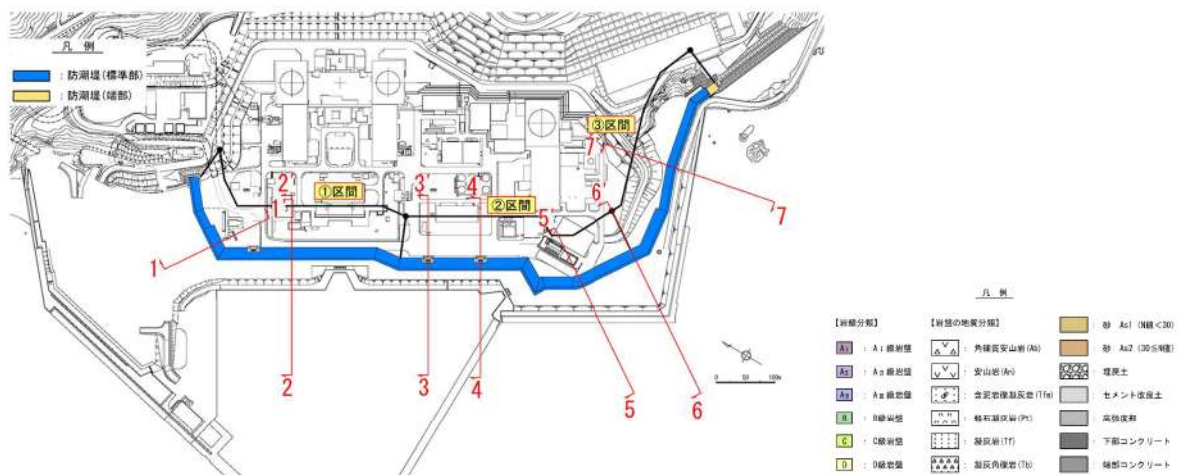 凡 例
：防潮堤(標準部)
：防潮堤(端部)
③区間
7'
2'
①区間
3'
4'
②区間
6'
1
5'
7
1'
2
3
4
5
6
0 50 100m
凡 例
【岩級分類】
A₁ ：A₁級岩盤
A₂ ：A₂級岩盤
A₃ ：A₃級岩盤
B ：B級岩盤
C ：C級岩盤
D ：D級岩盤
【岩盤の地質分類】
：角礫質安山岩(Ab)
：安山岩(An)
：含泥岩礫凝灰岩(Tfm)
：軽石凝灰岩(Pt)
：凝灰岩(Tf)
：凝灰角礫岩(Tb)
：砂 As1 (N値＜30)
：砂 As2 (30≦N値)
：埋戻土
：セメント改良土
：高強度部
：下部コンクリート
：端部コンクリート